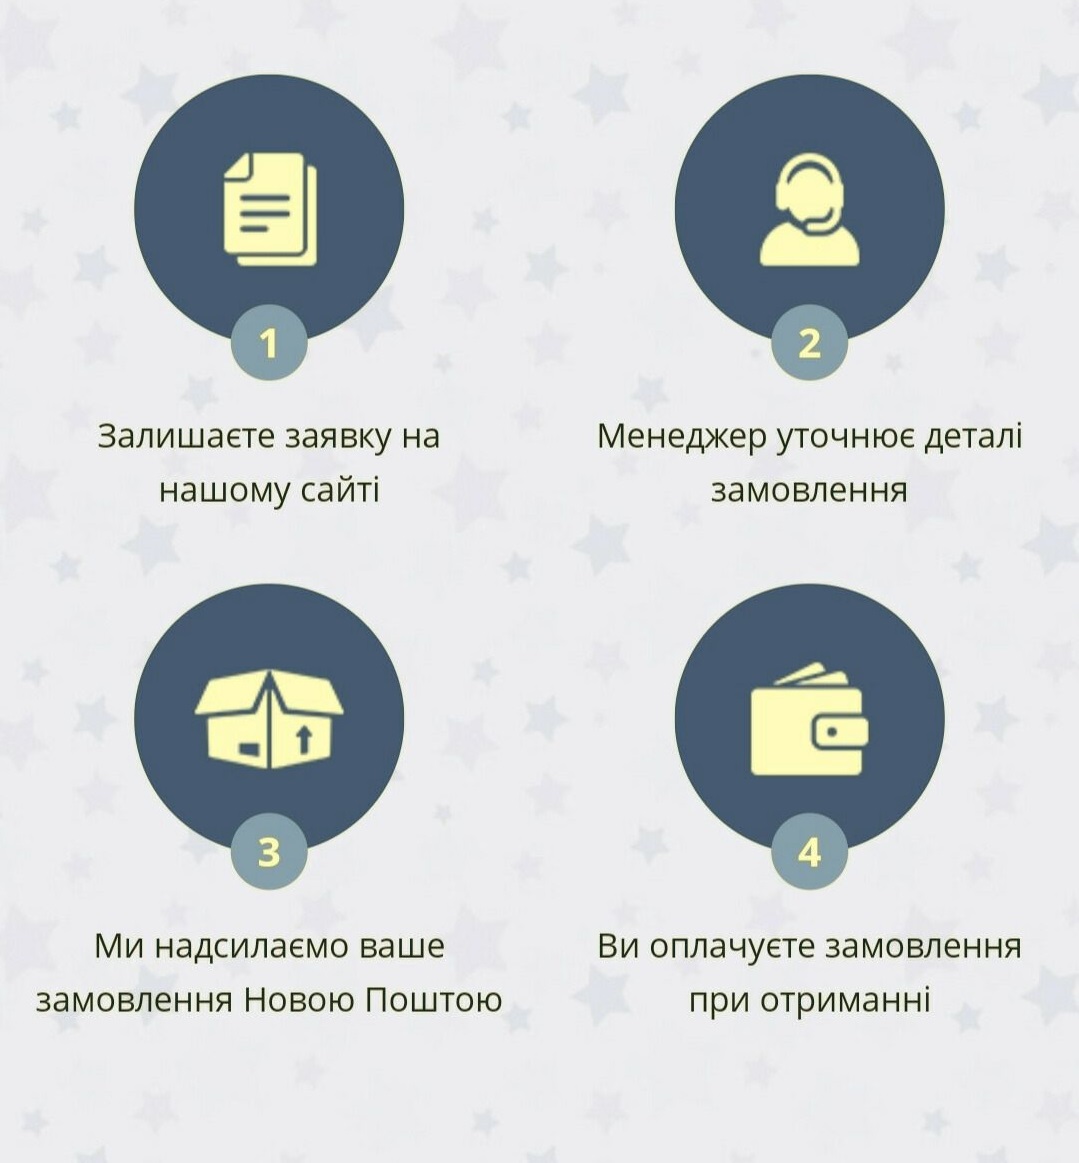 1
Залишаєте заявку на
нашому сайті
2
Менеджер уточнює деталі
замовлення
3
Ми надсилаємо ваше
замовлення Новою Поштою
4
Ви оплачуєте замовлення
при отриманні